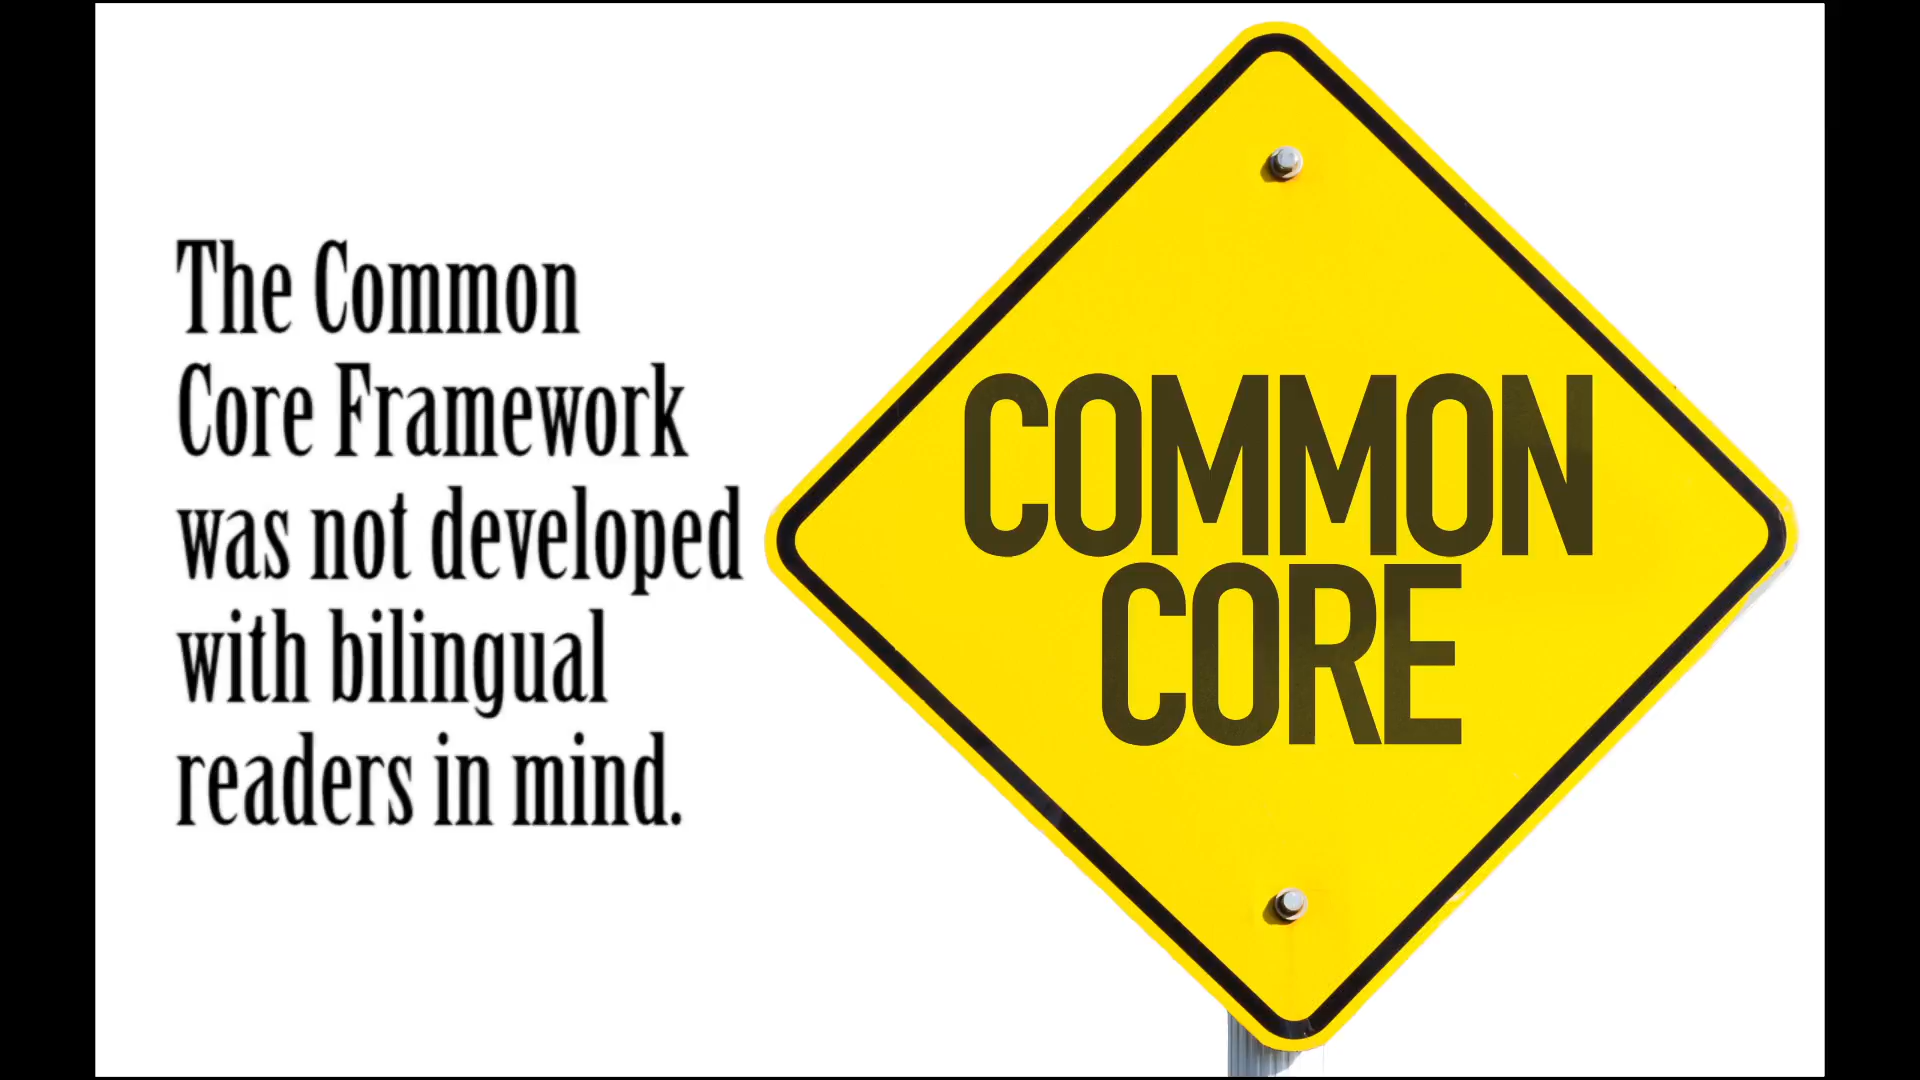 The Common
Core Framework
was not developed
with bilingual
readers in mind.
COMMON
CORE